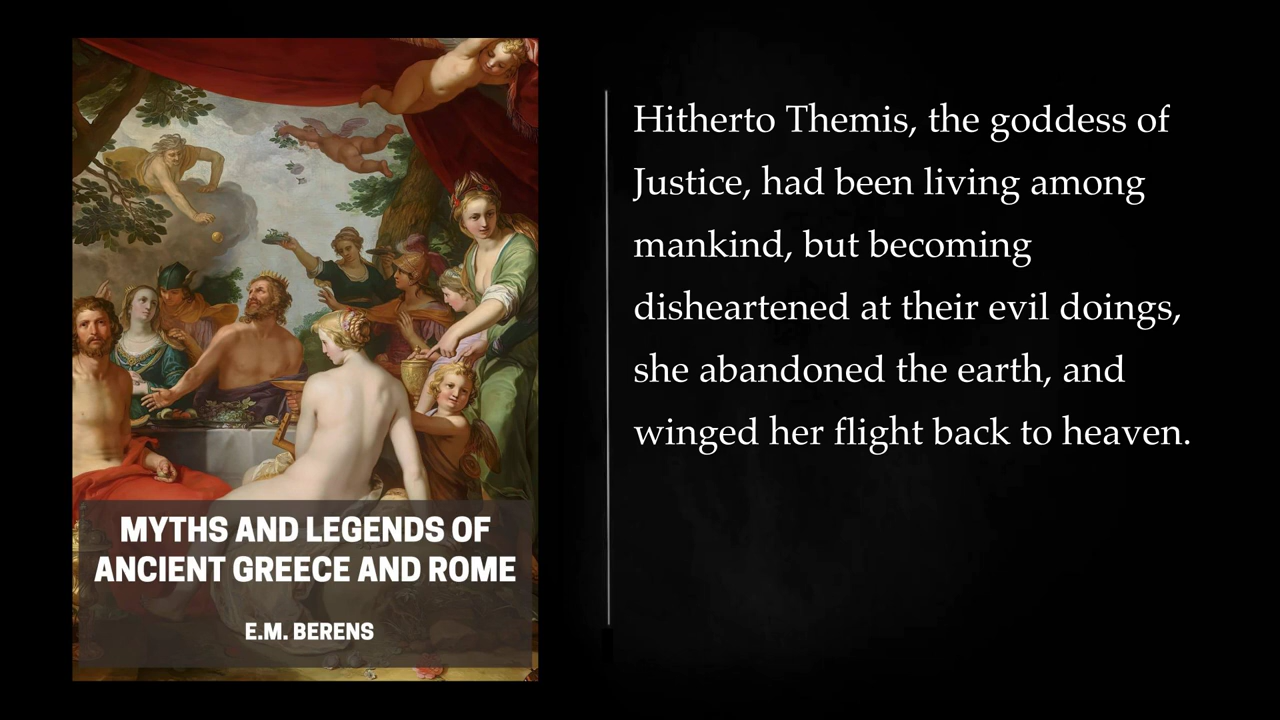 MYTHS AND LEGENDS OF
ANCIENT GREECE AND ROME
E.M. BERENS
Hitherto Themis, the goddess of
Justice, had been living among
mankind, but becoming
disheartened at their evil doings,
she abandoned the earth, and
winged her flight back to heaven.